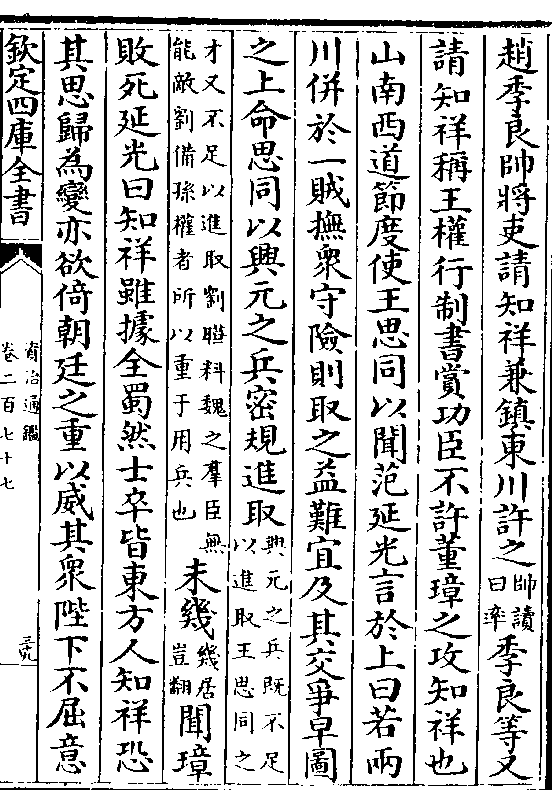 趙季良帥將吏請知祥兼鎮東川許之帥讀曰率季良等又
請知祥稱王權行制書賞功臣不許董璋之攻知祥也
山南西道節度使王思同以聞范延光言於上曰若兩
川併於一賊撫衆守險則取之益難宜及其交爭早圖
之上命思同以興元之兵密規進取興元之兵既不足以進取王思同之
才又不足以進取劉曄料魏之羣臣無能敵劉備孫權者所以重于用兵也未幾幾居豈翻聞璋
敗死延光曰知祥雖據全蜀然士卒皆東方人知祥恐
其思歸為變亦欲倚朝廷之重以威其衆陛下不屈意
欽定四庫全書
資治通鑑
卷二百七十七
三九